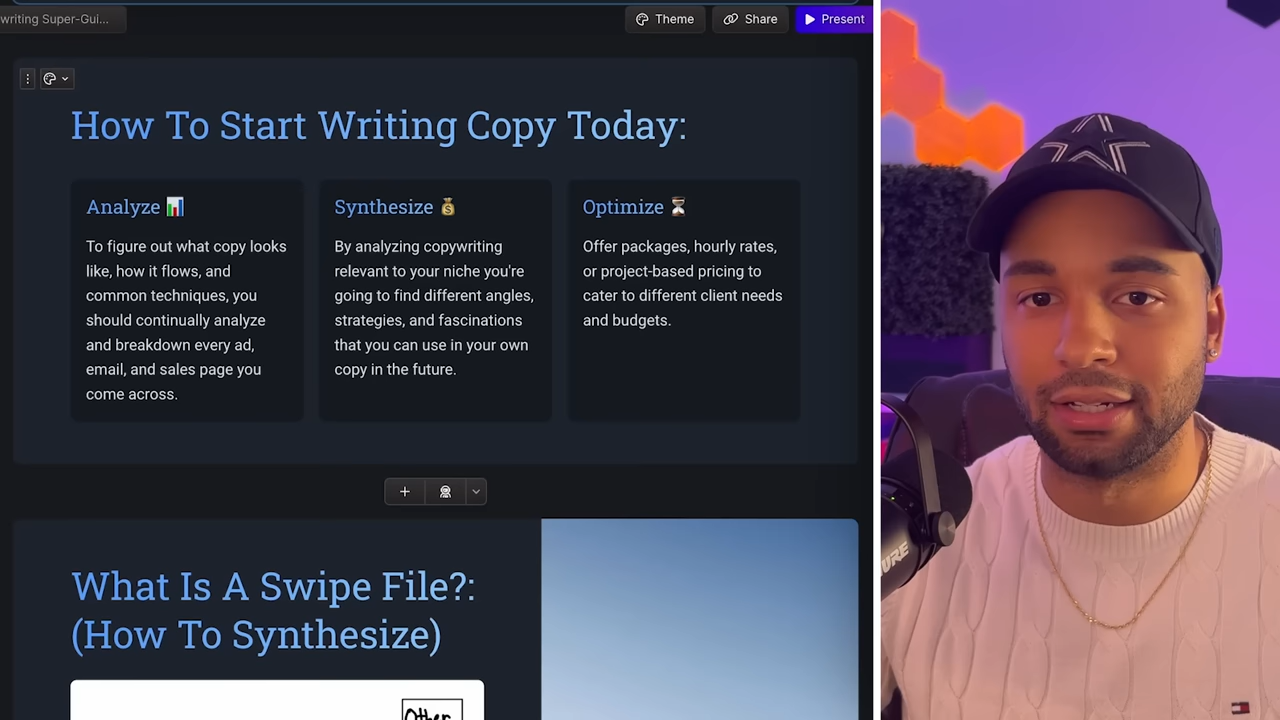 writing Super-Gui...
Theme
Share
Present
How To Start Writing Copy Today:
Analyze 📊
To figure out what copy looks
like, how it flows, and
common techniques, you
should continually analyze
and breakdown every ad,
email, and sales page you
come across.
Synthesize 💰
By analyzing copywriting
relevant to your niche you're
going to find different angles,
strategies, and fascinations
that you can use in your own
copy in the future.
Optimize ⏳
Offer packages, hourly rates,
or project-based pricing to
cater to different client needs
and budgets.
What Is A Swipe File?:
(How To Synthesize)
Other